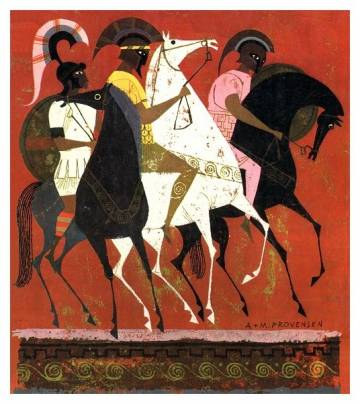 A + M. PROVENSEN